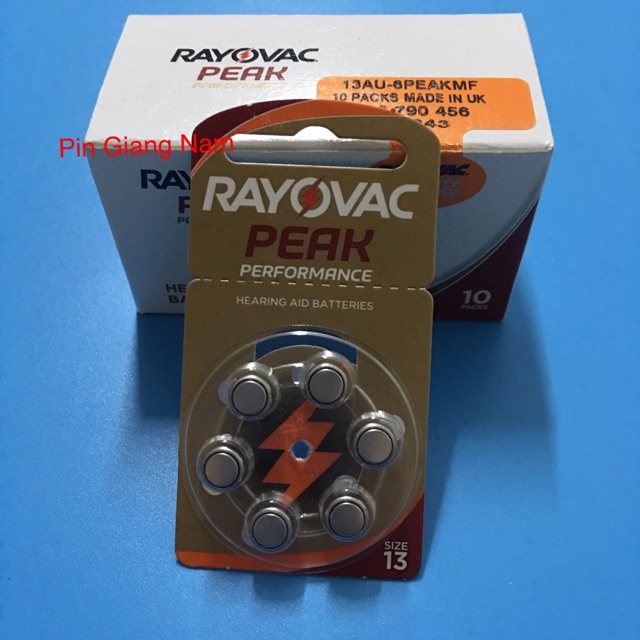 RAYOVAC
PEAK
PERFORMANCE
13AU-6PEAKMF
10 PACKS MADE IN UK
790 456
Pin Giang Nam
10
PACKS
RAYOVAC
PEAK
PERFORMANCE
HEARING AID BATTERIES
SIZE
13